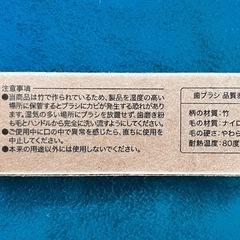 注意事項
●当商品は竹で作られているため、製品を湿度の高い
場所に保管するとブラシにカビが発生する場合があり
ます。湿気の多い場所にブラシを放置せず、歯磨き粉
も毛とハンドルから完全に洗い流すようにしてください。
●ご使用中に口の中で異常を感じたら、直ちに使用を
中止してください。
●本来の用途以外には使用しないでください。
歯ブラシ 品質表
柄の材質:竹
毛の材質:ナイロ
毛の硬さ:やわら
耐熱温度:80度